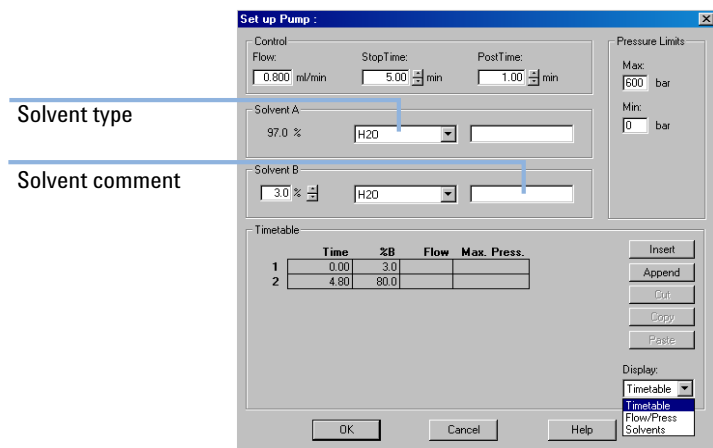 Set up Pump :
Control
Flow: StopTime: PostTime:
0.800 ml/min 5.00 min 1.00 min
Pressure Limits
Max:
600 bar
Min:
0 bar
Solvent type
Solvent A
97.0 % H2O
Solvent comment
Solvent B
3.0 % H2O
Timetable
Time %B Flow Max. Press.
1 0.00 3.0
2 4.80 80.0
Insert
Append
Cut
Copy
Paste
Display:
Timetable
Timetable
Flow/Press
Solvents
OK Cancel Help